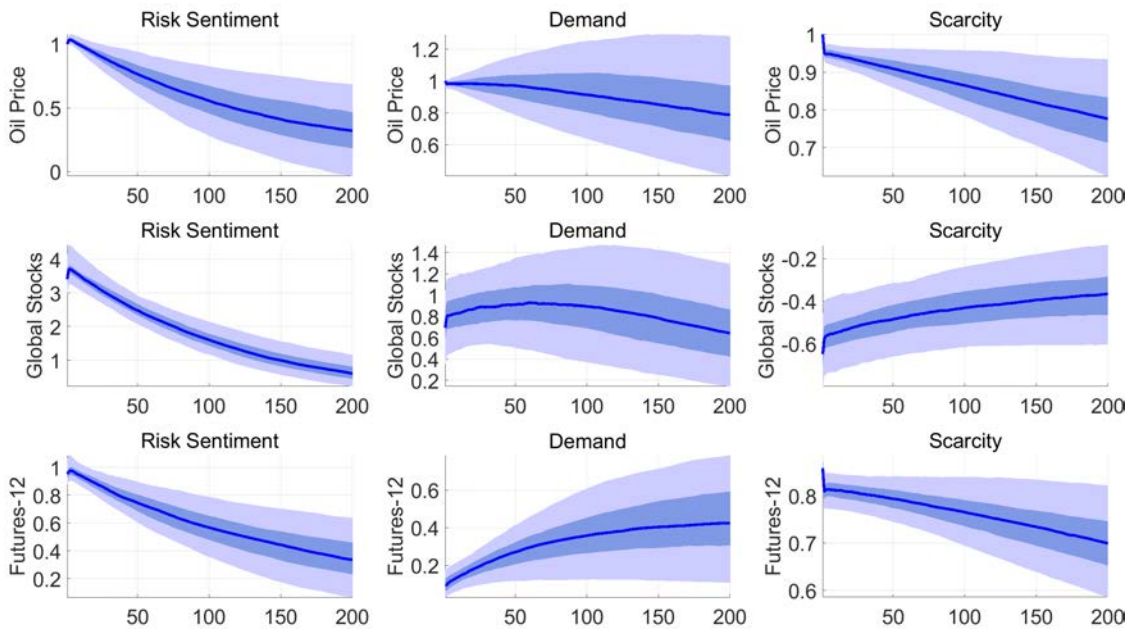 Risk Sentiment Demand Scarcity
Oil Price 1 0.5 0 50 100 150 200
Oil Price 1.2 1 0.8 0.6 50 100 150 200
Oil Price 1 0.9 0.8 0.7 50 100 150 200
Risk Sentiment Demand Scarcity
Global Stocks 4 3 2 1 50 100 150 200
Global Stocks 1.4 1.2 1 0.8 0.6 0.4 0.2 50 100 150 200
Global Stocks -0.2 -0.4 -0.6 50 100 150 200
Risk Sentiment Demand Scarcity
Futures-12 1 0.8 0.6 0.4 0.2 50 100 150 200
Futures-12 0.6 0.4 0.2 50 100 150 200
Futures-12 0.8 0.7 0.6 50 100 150 200